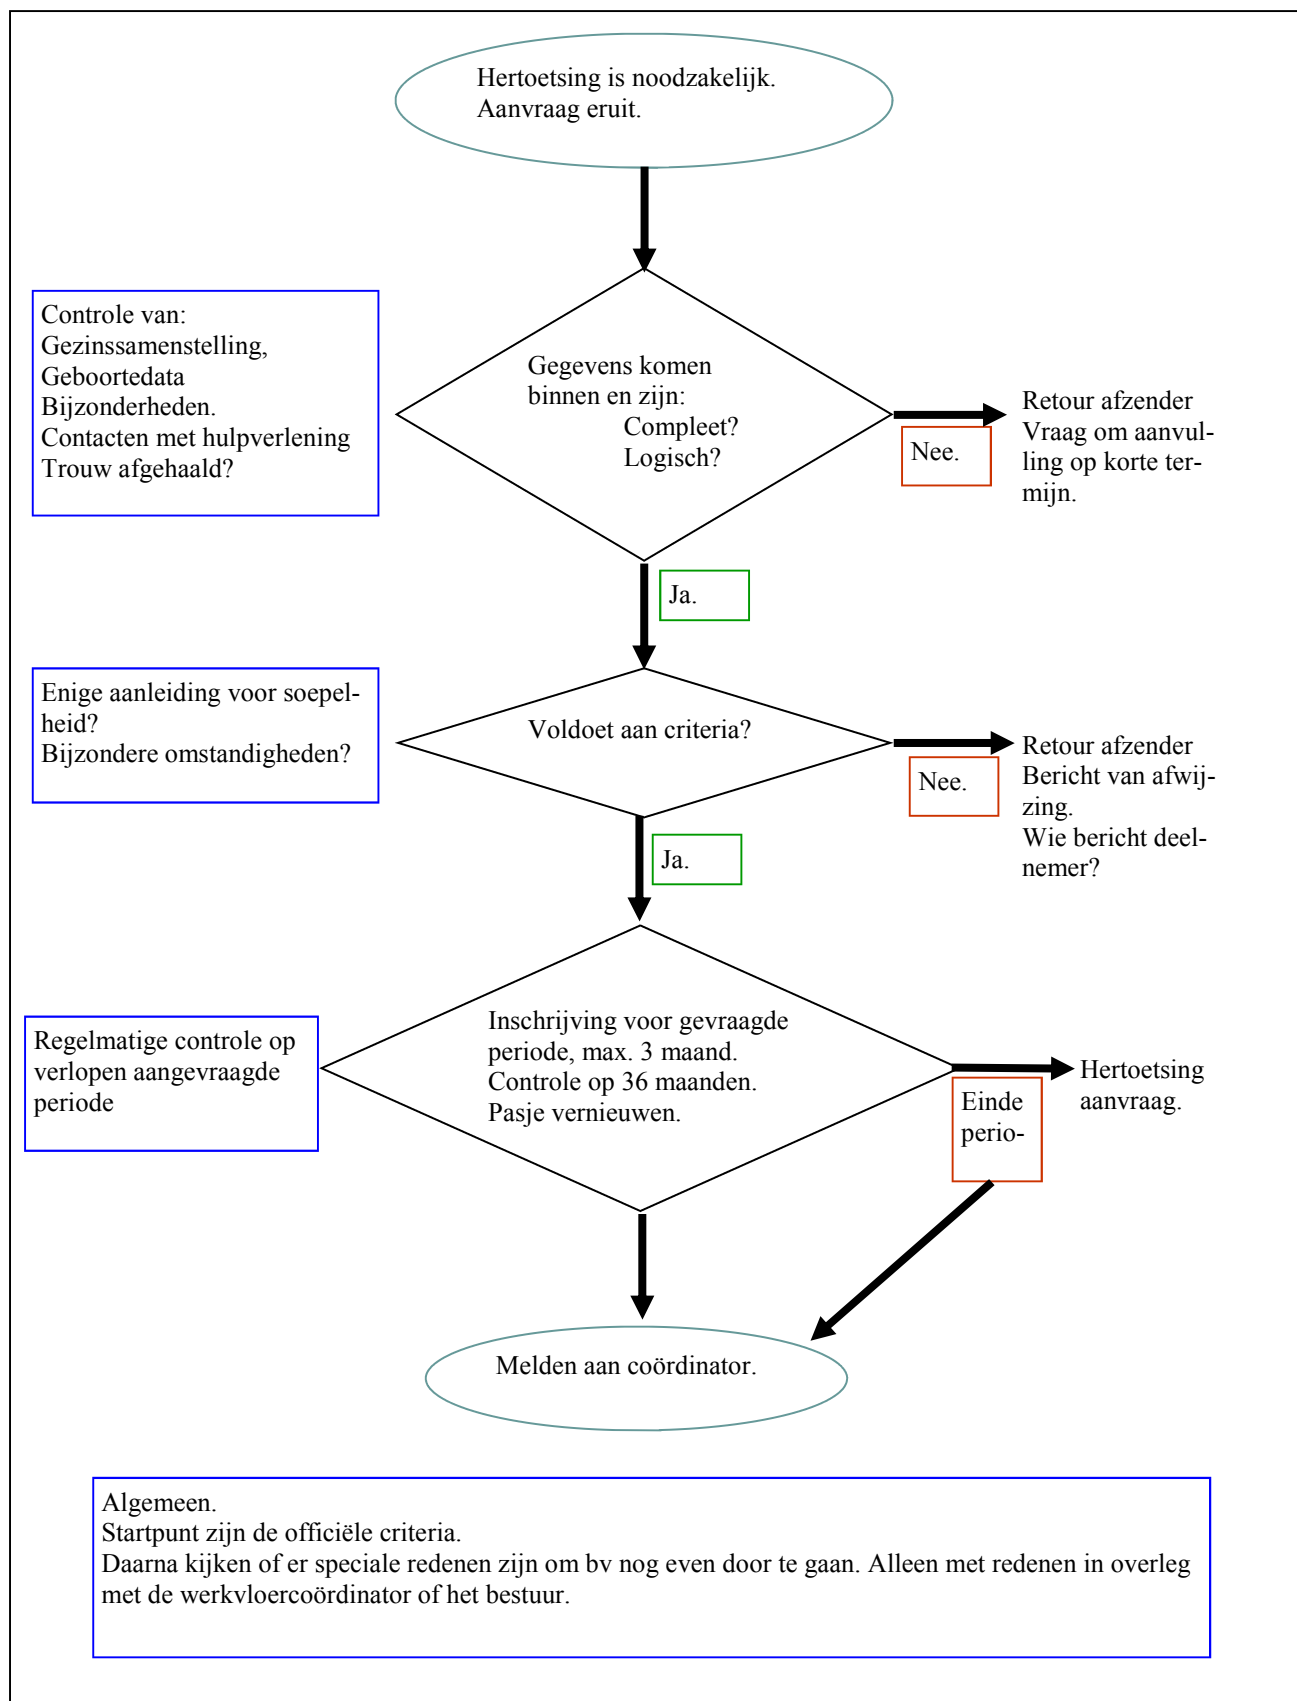 Hertoetsing is noodzakelijk.
Aanvraag eruit.
Controle van:
Gezinssamenstelling,
Geboortedata
Bijzonderheden.
Contacten met hulpverlening
Trouw afgehaald?
Gegevens komen
binnen en zijn:
Compleet?
Logisch?
Nee.
Retour afzender
Vraag om aanvul-
ling op korte ter-
mijn.
Ja.
Enige aanleiding voor soepel-
heid?
Bijzondere omstandigheden?
Voldoet aan criteria?
Nee.
Retour afzender
Bericht van afwij-
zing.
Wie bericht deel-
nemer?
Ja.
Regelmatige controle op
verlopen aangevraagde
periode
Inschrijving voor gevraagde
periode, max. 3 maand.
Controle op 36 maanden.
Pasje vernieuwen.
Einde
perio-
Hertoetsing
aanvraag.
Melden aan coördinator.
Algemeen.
Startpunt zijn de officiële criteria.
Daarna kijken of er speciale redenen zijn om bv nog even door te gaan. Alleen met redenen in overleg
met de werkvloercoördinator of het bestuur.